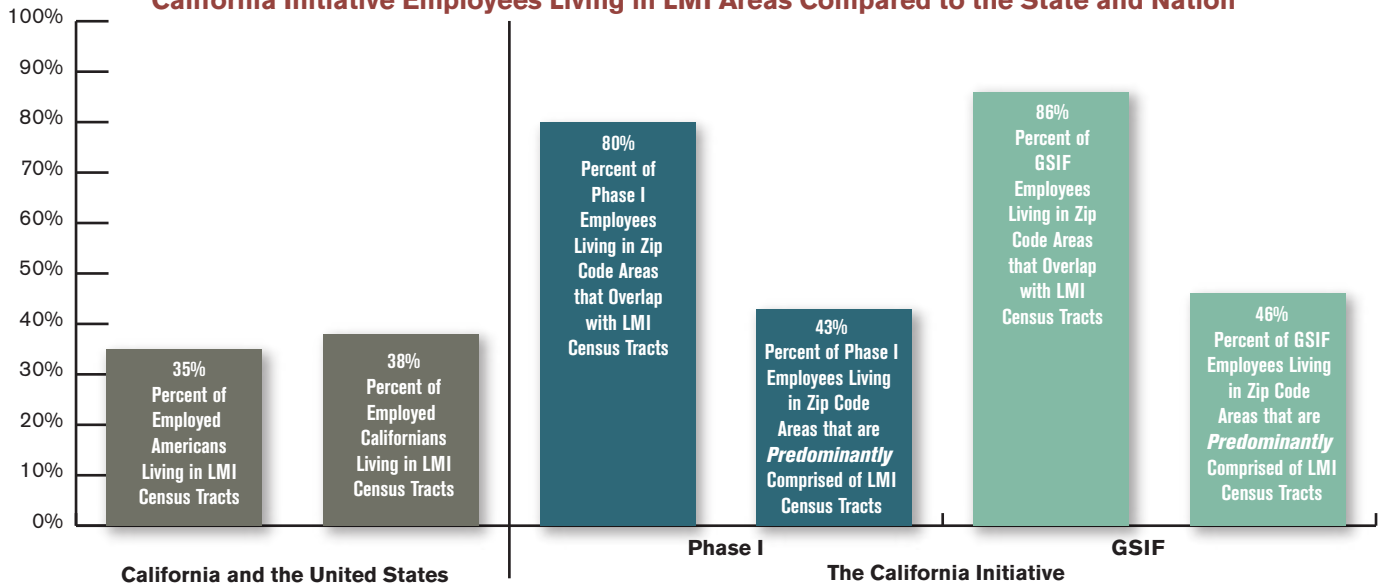 California Initiative Employees Living in LMI Areas Compared to the State and Nation
100%
90%
80%
70%
60%
50%
40%
30%
20%
10%
0%
35%
Percent of
Employed
Americans
Living in LMI
Census Tracts
38%
Percent of
Employed
Californians
Living in LMI
Census Tracts
80%
Percent of
Phase I
Employees
Living in Zip
Code Areas
that Overlap
with LMI
Census Tracts
43%
Percent of Phase I
Employees Living
in Zip Code
Areas that are
Predominantly
Comprised of LMI
Census Tracts
86%
Percent of
GSIF
Employees
Living in Zip
Code Areas
that Overlap
with LMI
Census Tracts
46%
Percent of GSIF
Employees Living
in Zip Code
Areas that are
Predominantly
Comprised of LMI
Census Tracts
Phase I
GSIF
California and the United States
The California Initiative